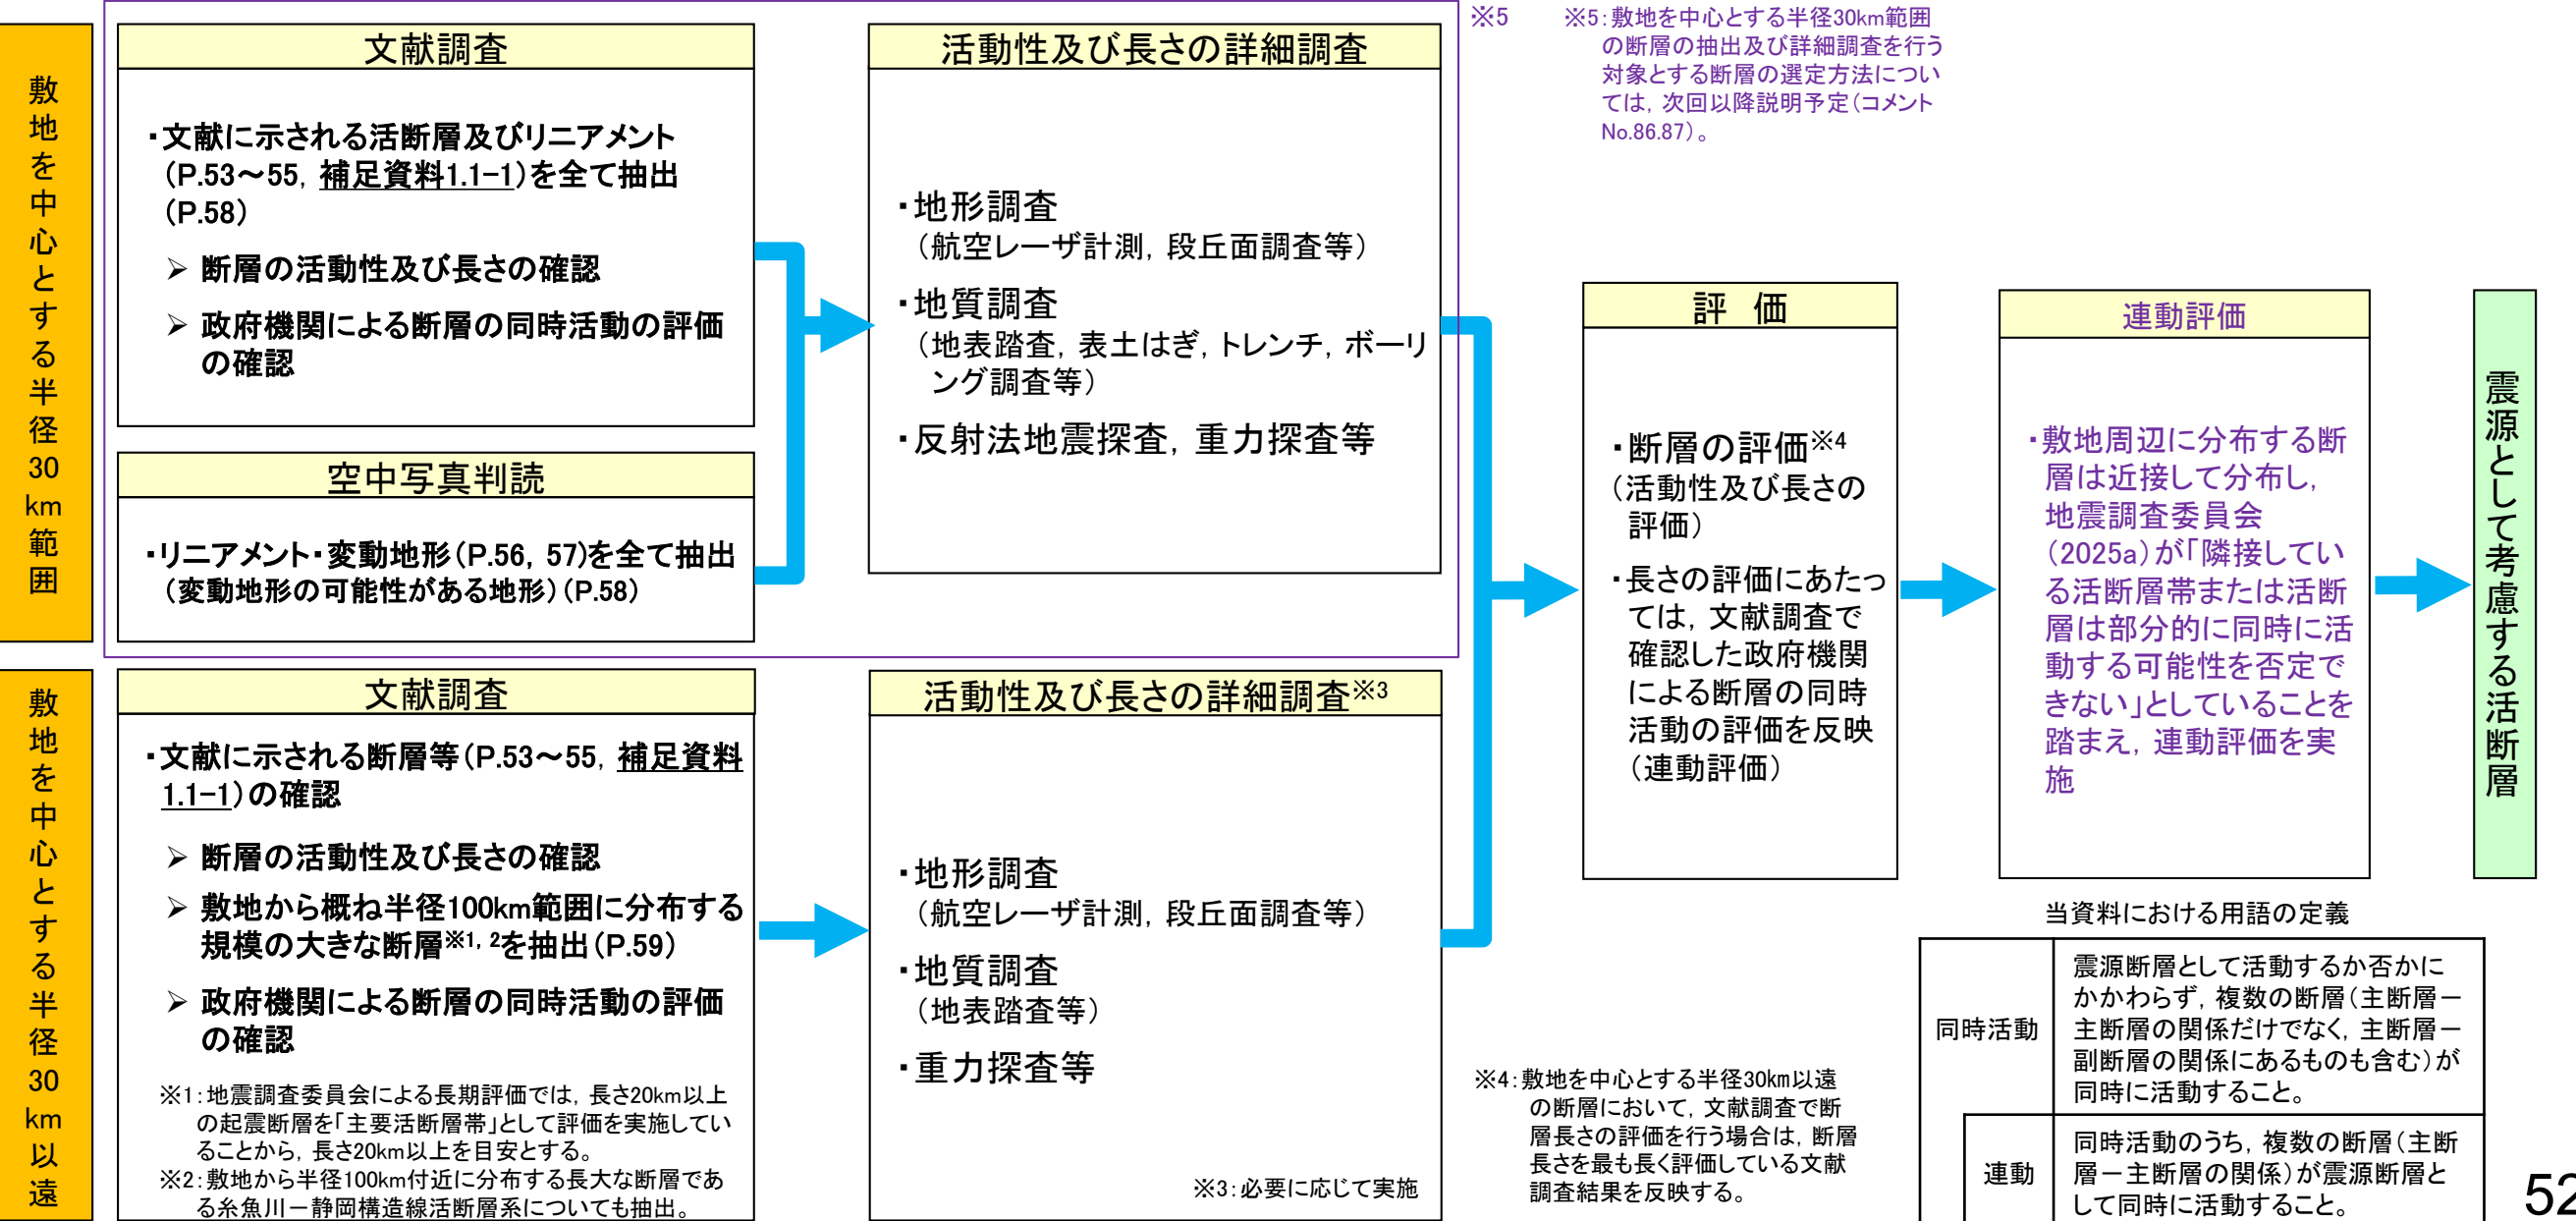 敷地を中心とする半径30km範囲
文献調査
・文献に示される活断層及びリニアメント
(P.53～55, 補足資料1.1-1)を全て抽出
(P.58)
➢ 断層の活動性及び長さの確認
➢ 政府機関による断層の同時活動の評価
の確認
空中写真判読
・リニアメント・変動地形(P.56, 57)を全て抽出
(変動地形の可能性がある地形)(P.58)
活動性及び長さの詳細調査
・地形調査
(航空レーザ計測, 段丘面調査等)
・地質調査
(地表踏査, 表土はぎ, トレンチ, ボーリ
ング調査等)
・反射法地震探査, 重力探査等
※5
※5:敷地を中心とする半径30km範囲
の断層の抽出及び詳細調査を行う
対象とする断層の選定方法につい
ては, 次回以降説明予定(コメント
No.86.87)。
敷地を中心とする半径30km以遠
文献調査
・文献に示される断層等(P.53～55, 補足資料
1.1-1)の確認
➢ 断層の活動性及び長さの確認
➢ 敷地から概ね半径100km範囲に分布する
規模の大きな断層※1, 2を抽出(P.59)
➢ 政府機関による断層の同時活動の評価
の確認
※1:地震調査委員会による長期評価では, 長さ20km以上
の起震断層を「主要活断層帯」として評価を実施してい
ることから, 長さ20km以上を目安とする。
※2:敷地から半径100km付近に分布する長大な断層であ
る糸魚川－静岡構造線活断層系についても抽出。
活動性及び長さの詳細調査※3
・地形調査
(航空レーザ計測, 段丘面調査等)
・地質調査
(地表踏査等)
・重力探査等
※3:必要に応じて実施
評 価
・断層の評価※4
(活動性及び長さの
評価)
・長さの評価にあたっ
ては, 文献調査で
確認した政府機関
による断層の同時
活動の評価を反映
(連動評価)
※4:敷地を中心とする半径30km以遠
の断層において, 文献調査で断
層長さの評価を行う場合は, 断層
長さを最も長く評価している文献
調査結果を反映する。
連動評価
・敷地周辺に分布する断
層は近接して分布し,
地震調査委員会
(2025a)が「隣接してい
る活断層帯または活断
層は部分的に同時に活
動する可能性を否定で
きない」としていることを
踏まえ, 連動評価を実
施
震源として考慮する活断層
当資料における用語の定義
同時活動
震源断層として活動するか否かに
かかわらず, 複数の断層(主断層－
主断層の関係だけでなく, 主断層－
副断層の関係にあるものも含む)が
同時に活動すること。
連動
同時活動のうち, 複数の断層(主断
層－主断層の関係)が震源断層と
して同時に活動すること。
52